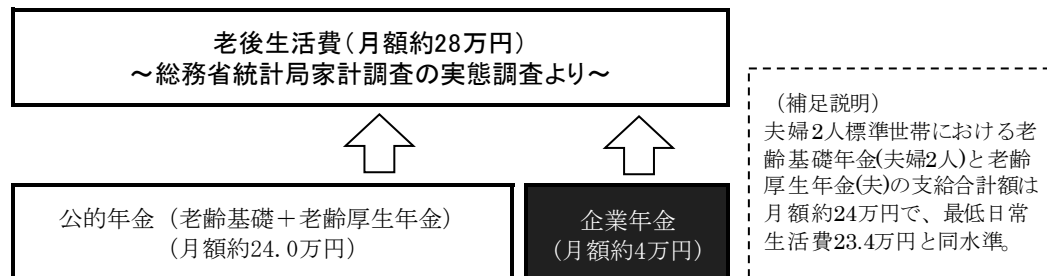 老後生活費(月額約28万円)
～総務省統計局家計調査の実態調査より～
公的年金（老齢基礎＋老齢厚生年金）
（月額約24.0万円）
企業年金
（月額約4万円）
（補足説明）
夫婦2人標準世帯における老
齢基礎年金(夫婦2人)と老齢
厚生年金(夫)の支給合計額は
月額約24万円で、最低日常
生活費23.4万円と同水準。